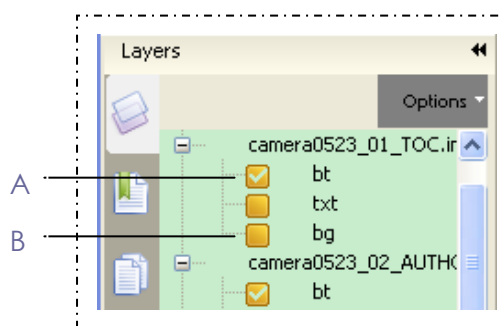 Layers
Options
camera0523_01_TOC.ir
A bt
txt
B bg
camera0523_02_AUTH(
bt